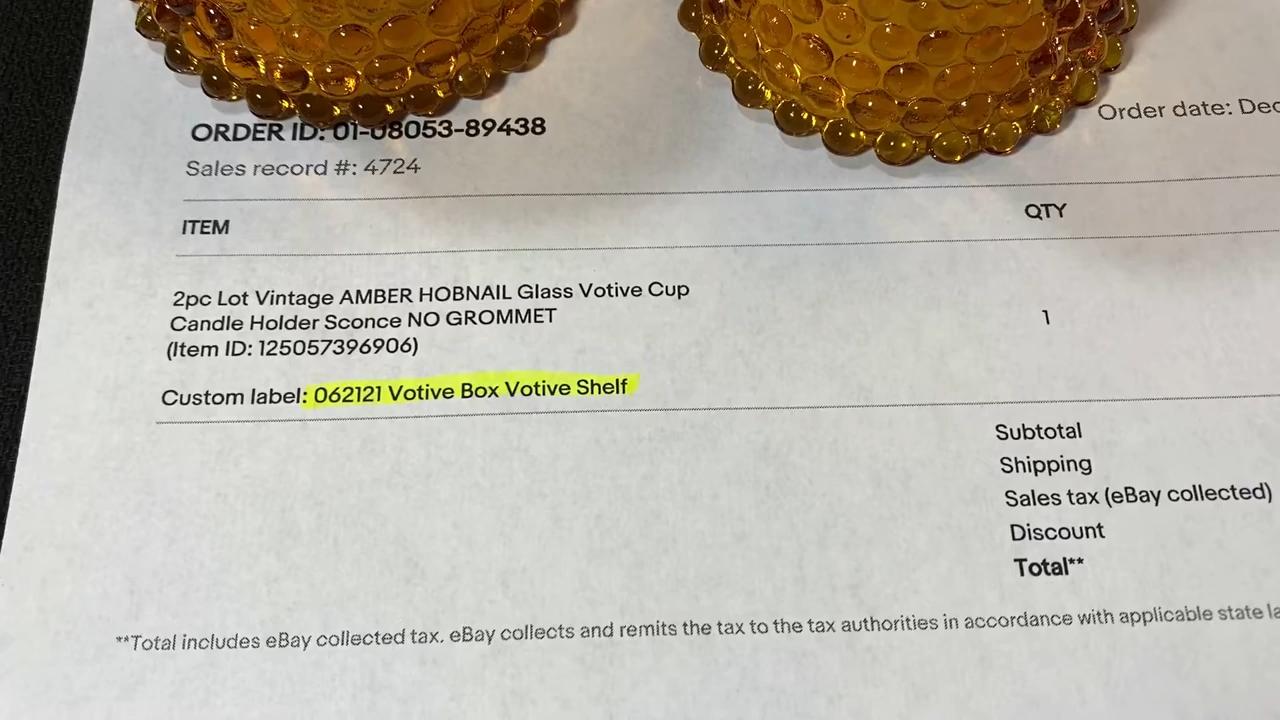 ORDER ID: 01-08053-89438
Order date: Dec
Sales record #: 4724
ITEM
QTY
2pc Lot Vintage AMBER HOBNAIL Glass Votive Cup
Candle Holder Sconce NO GROMMET
(Item ID: 125057396906)
1
Custom label: 062121 Votive Box Votive Shelf
Subtotal
Shipping
Sales tax (eBay collected)
Discount
Total**
**Total includes eBay collected tax. eBay collects and remits the tax to the tax authorities in accordance with applicable state